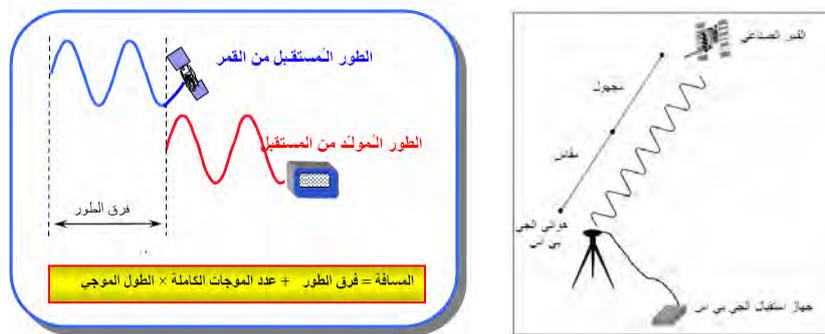 الطور المستقبل من القمر
الطور المولد من المستقبل
فرق الطور
المسافة = فرق الطور + عدد الموجات الكاملة × الطول الموجي
القمر الصناعي
مجهول
مقاس
هوائي الجي
بي اس
جهاز استقبال الجي بي اس